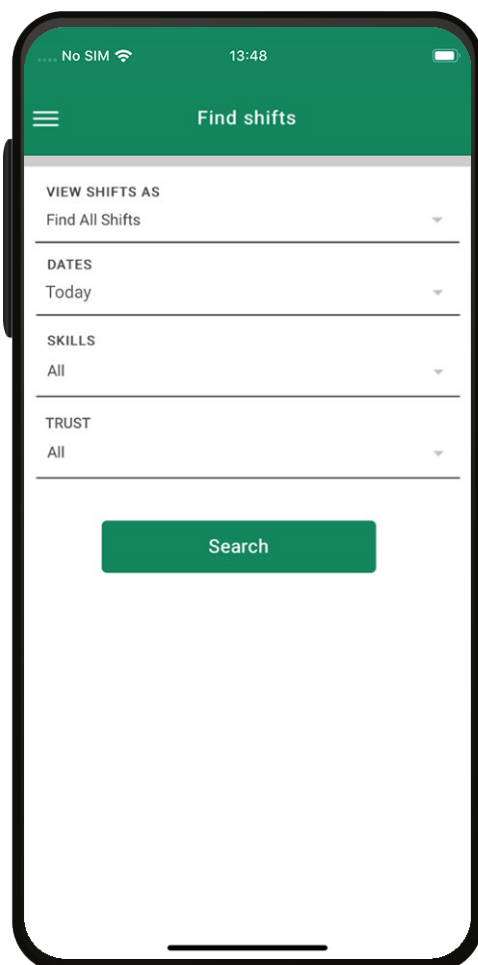 No SIM
13:48
Find shifts
VIEW SHIFTS AS
Find All Shifts
DATES
Today
SKILLS
All
TRUST
All
Search